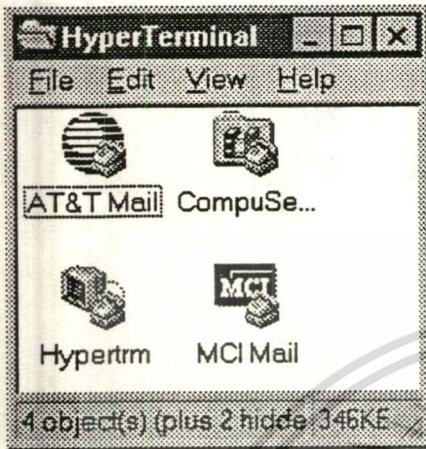 HyperTerminal
File Edit View Help
MCI
AT&T Mail CompuSe...
Hypertrm MCI Mail
4 object(s) (plus 2 hidde 346KE